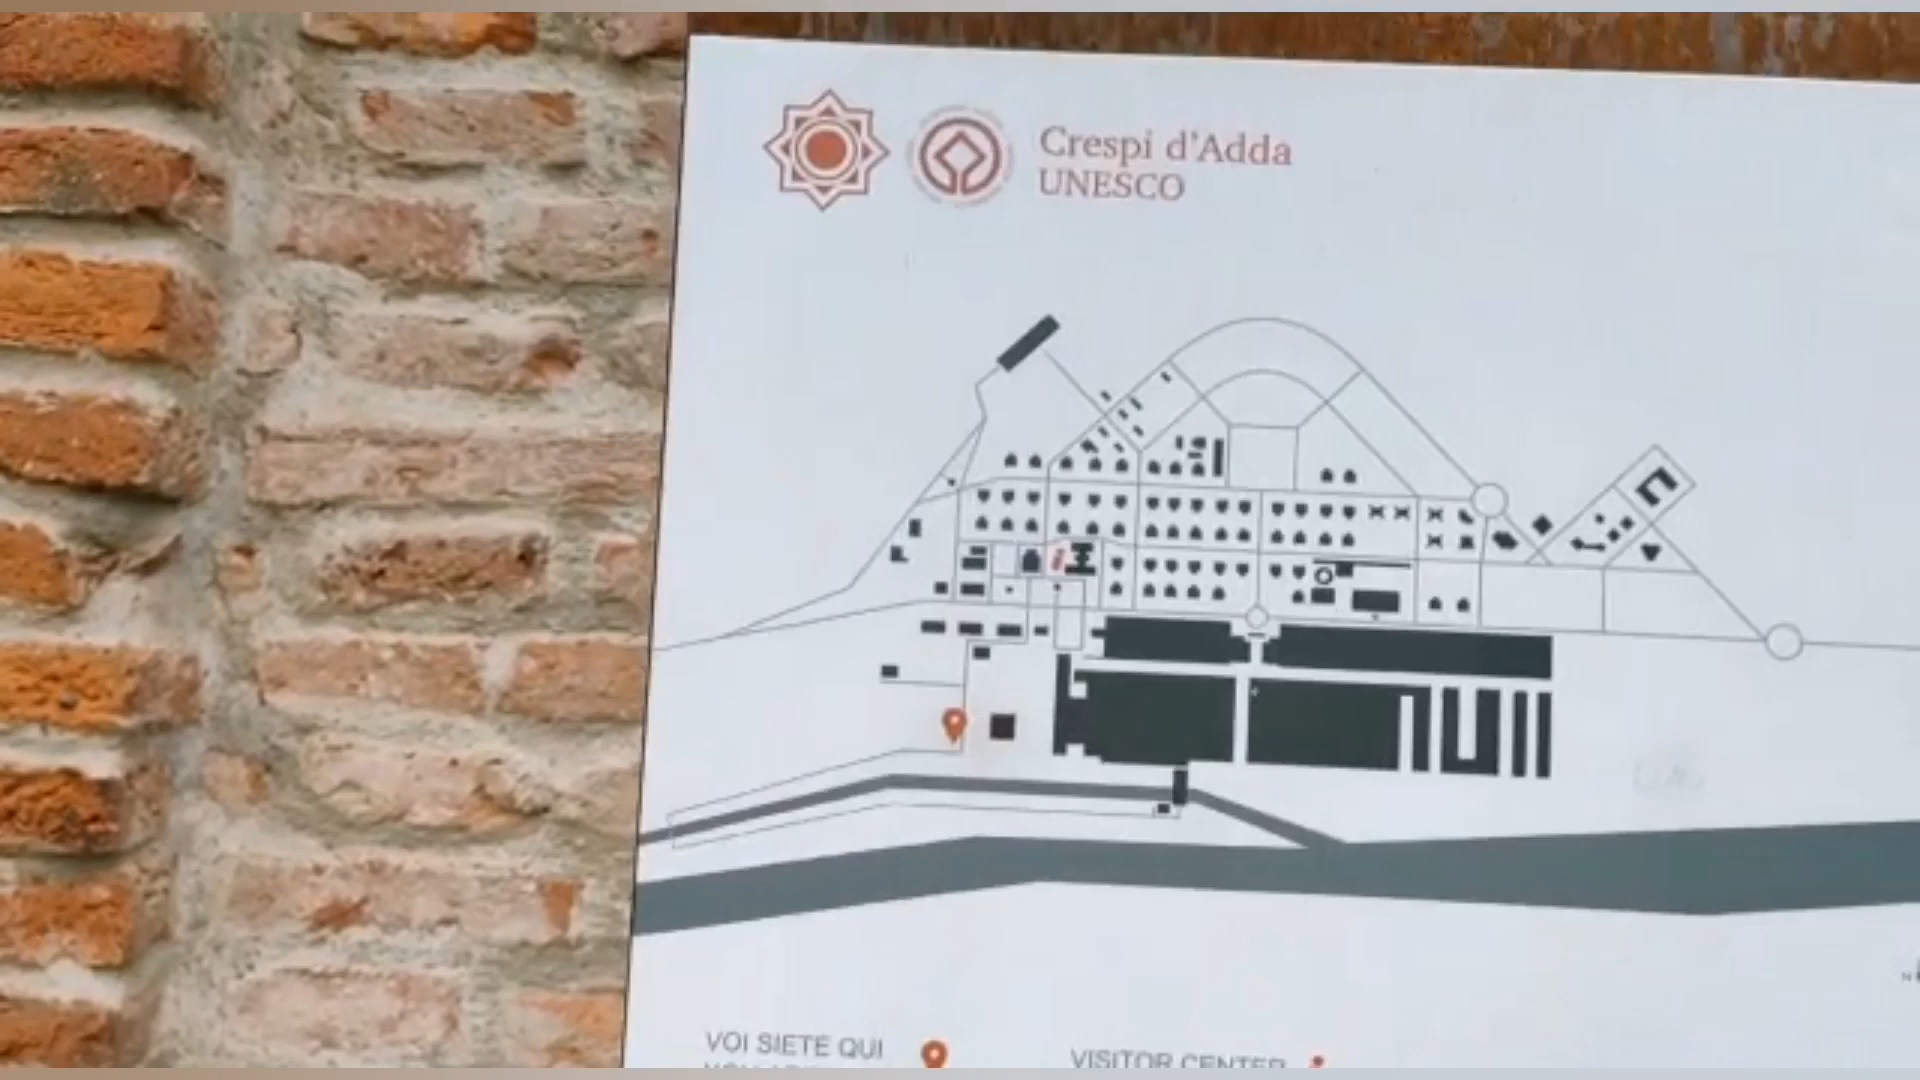 Crespi d'Adda
UNESCO
VOI SIETE QUI
VISITOR CENTER